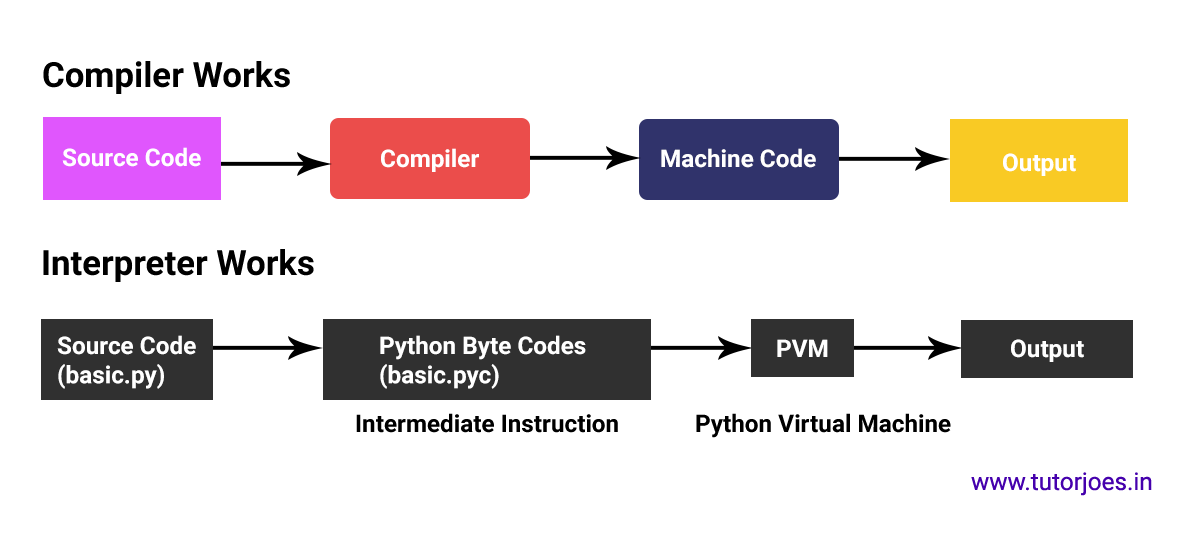 Compiler Works
Source Code
Compiler
Machine Code
Output
Interpreter Works
Source Code
(basic.py)
Python Byte Codes
(basic.pyc)
PVM
Output
Intermediate Instruction
Python Virtual Machine
www.tutorjoes.in